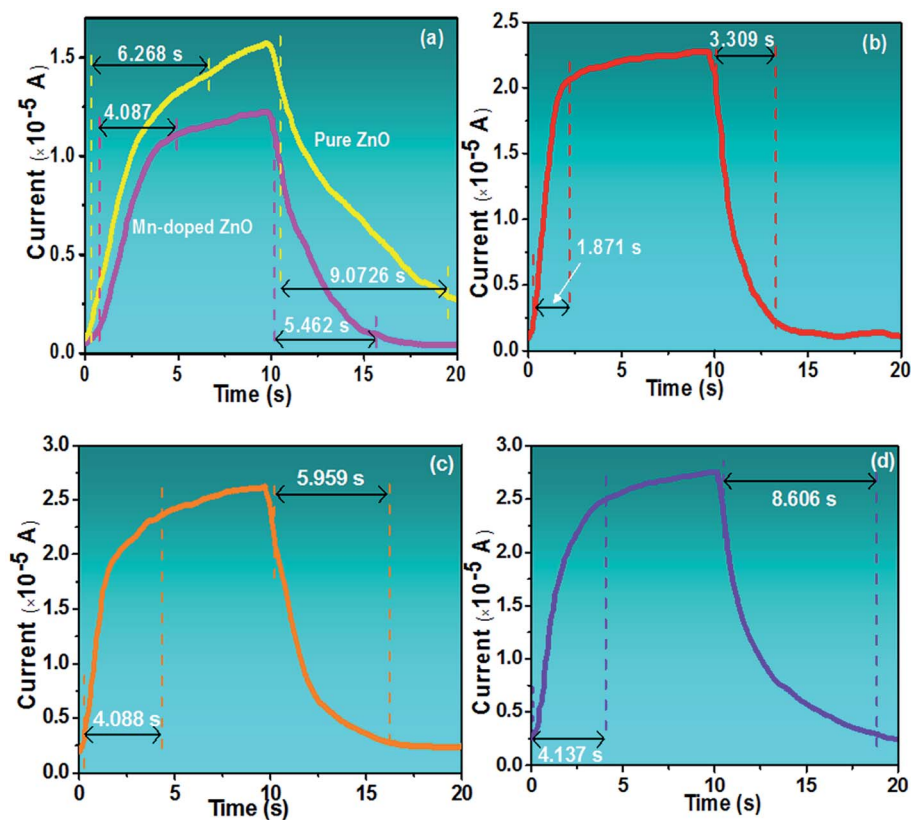 (a)
Current (×10⁻⁵ A)
1.5
1.0
0.5
0.0
6.268 s
4.087
Pure ZnO
Mn-doped ZnO
9.0726 s
5.462 s
0 5 10 15 20
Time (s)
(b)
Current (×10⁻⁵ A)
2.5
2.0
1.5
1.0
0.5
0.0
3.309 s
1.871 s
0 5 10 15 20
Time (s)
(c)
Current (×10⁻⁵ A)
3.0
2.5
2.0
1.5
1.0
0.5
0.0
5.959 s
4.088 s
0 5 10 15 20
Time (s)
(d)
Current (×10⁻⁵ A)
3.0
2.5
2.0
1.5
1.0
0.5
0.0
8.606 s
4.137 s
0 5 10 15 20
Time (s)